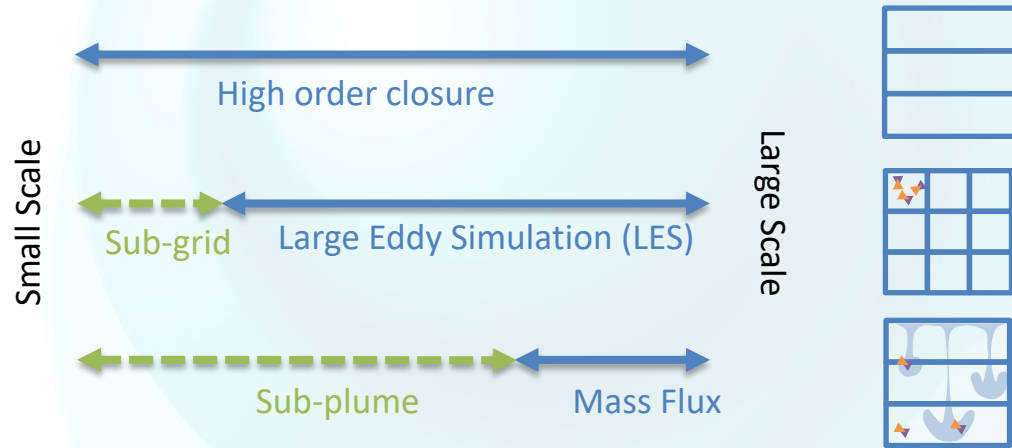 Small Scale
High order closure
Sub-grid
Large Eddy Simulation (LES)
Sub-plume
Mass Flux
Large Scale